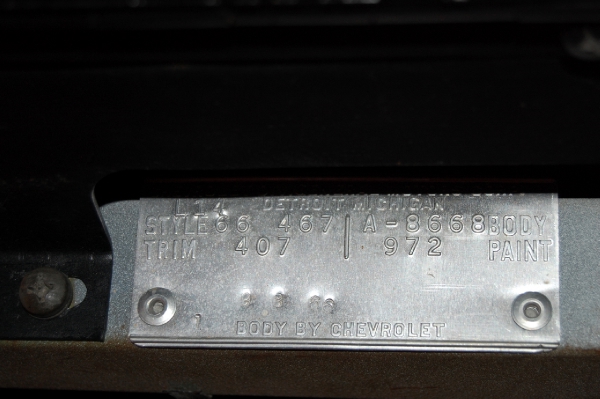 DETROIT MICHIGAN
STYLE 66 467 A-8668 BODY
TRIM 407 972 PAINT
BODY BY CHEVROLET